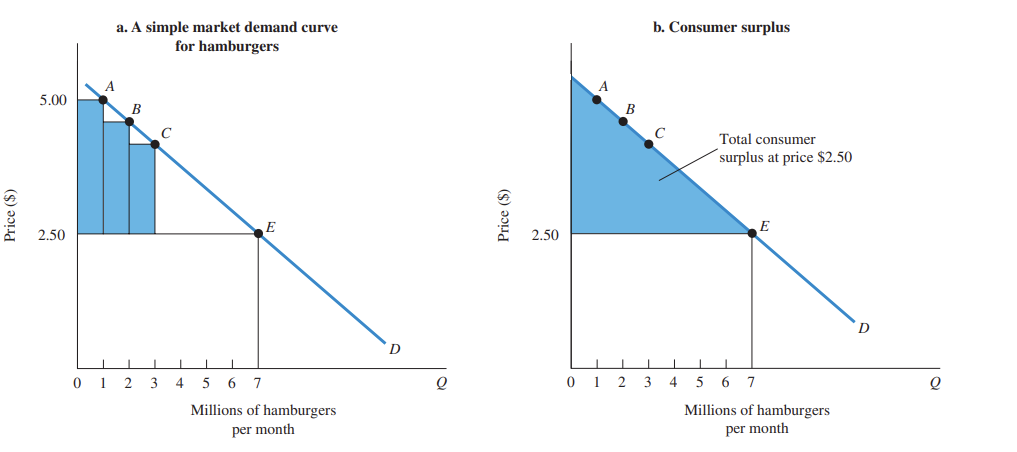 a. A simple market demand curve
for hamburgers
5.00
2.50
Price ($)
A
B
C
E
D
0 1 2 3 4 5 6 7
Q
Millions of hamburgers
per month
b. Consumer surplus
2.50
Price ($)
A
B
C
Total consumer
surplus at price $2.50
E
D
0 1 2 3 4 5 6 7
Q
Millions of hamburgers
per month